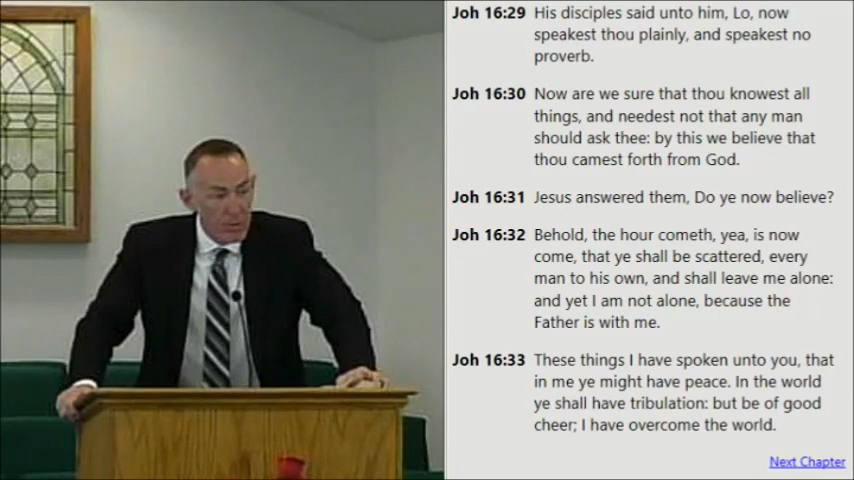 Joh 16:29 His disciples said unto him, Lo, now
speakest thou plainly, and speakest no
proverb.
Joh 16:30 Now are we sure that thou knowest all
things, and needest not that any man
should ask thee: by this we believe that
thou camest forth from God.
Joh 16:31 Jesus answered them, Do ye now believe?
Joh 16:32 Behold, the hour cometh, yea, is now
come, that ye shall be scattered, every
man to his own, and shall leave me alone:
and yet I am not alone, because the
Father is with me.
Joh 16:33 These things I have spoken unto you, that
in me ye might have peace. In the world
ye shall have tribulation: but be of good
cheer; I have overcome the world.
Next Chapter